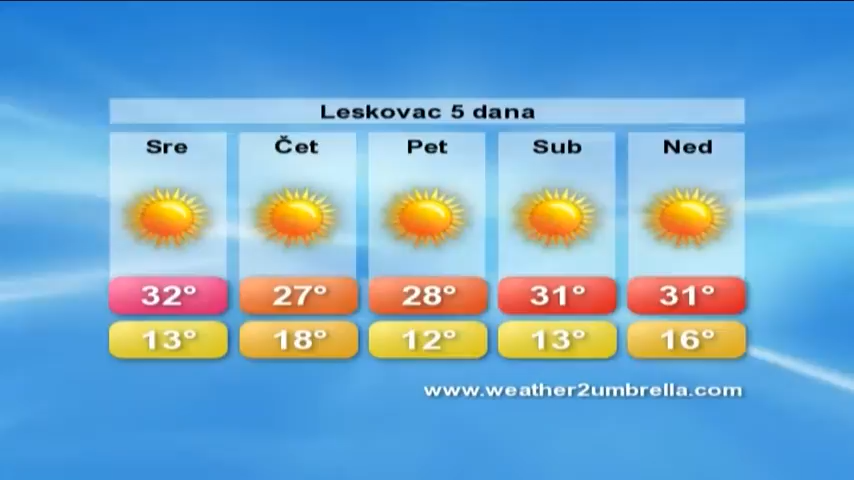 Leskovac 5 dana
Sre Čet Pet Sub Ned
32° 27° 28° 31° 31°
13° 18° 12° 13° 16°
www.weather2umbrella.com